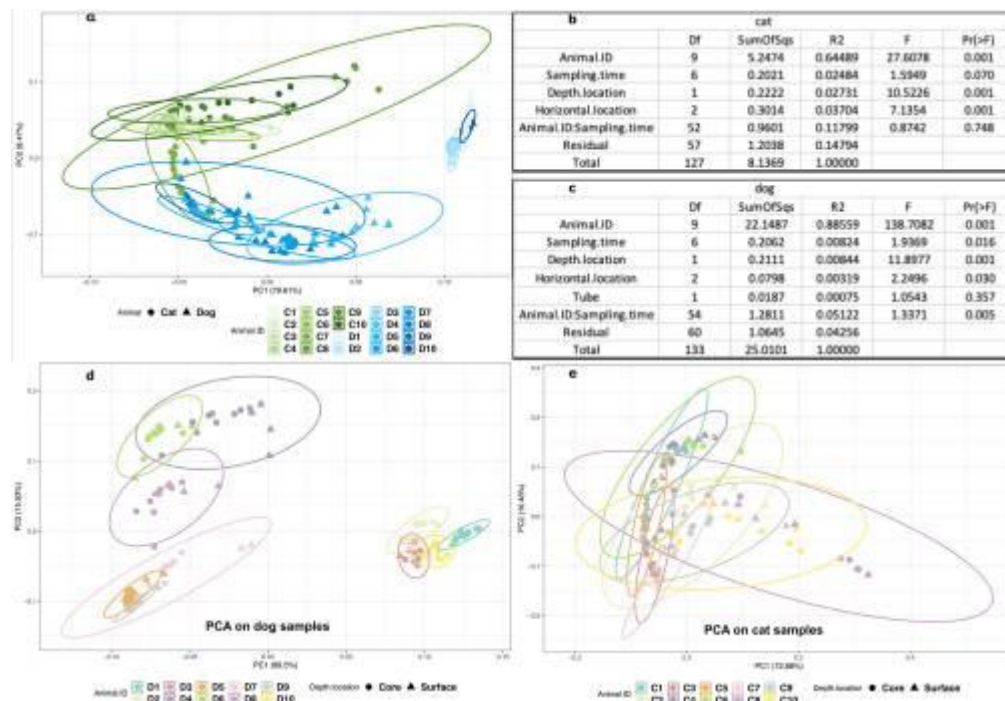 a
PC2 (8.47%)
PC1 (78.61%)
Animal Cat Dog
Animal.ID
C1 C5 C9 D3 D7
C2 C6 C10 D4 D8
C3 C7 D1 D5 D9
C4 C8 D2 D6 D10
b
cat
Df SumOfSqs R2 F Pr(>F)
Animal.ID 9 5.2474 0.64489 27.6078 0.001
Sampling.time 6 0.2021 0.02484 1.5949 0.070
Depth.location 1 0.2222 0.02731 10.5226 0.001
Horizontal.location 2 0.3014 0.03704 7.1354 0.001
Animal.ID:Sampling.time 52 0.9601 0.11799 0.8742 0.748
Residual 57 1.2038 0.14794
Total 127 8.1369 1.00000
c
dog
Df SumOfSqs R2 F Pr(>F)
Animal.ID 9 22.1487 0.88559 138.7082 0.001
Sampling.time 6 0.2062 0.00824 1.9369 0.016
Depth.location 1 0.2111 0.00844 11.8977 0.001
Horizontal.location 2 0.0798 0.00319 2.2496 0.030
Tube 1 0.0187 0.00075 1.0543 0.357
Animal.ID:Sampling.time 54 1.2811 0.05122 1.3371 0.005
Residual 60 1.0645 0.04256
Total 133 25.0101 1.00000
d
PCA on dog samples
Animal.ID D1 D3 D5 D7 D9 Depth.location Core Surface
D2 D4 D6 D8 D10
e
PCA on cat samples
Animal.ID C1 C3 C5 C7 C9 Depth.location Core Surface